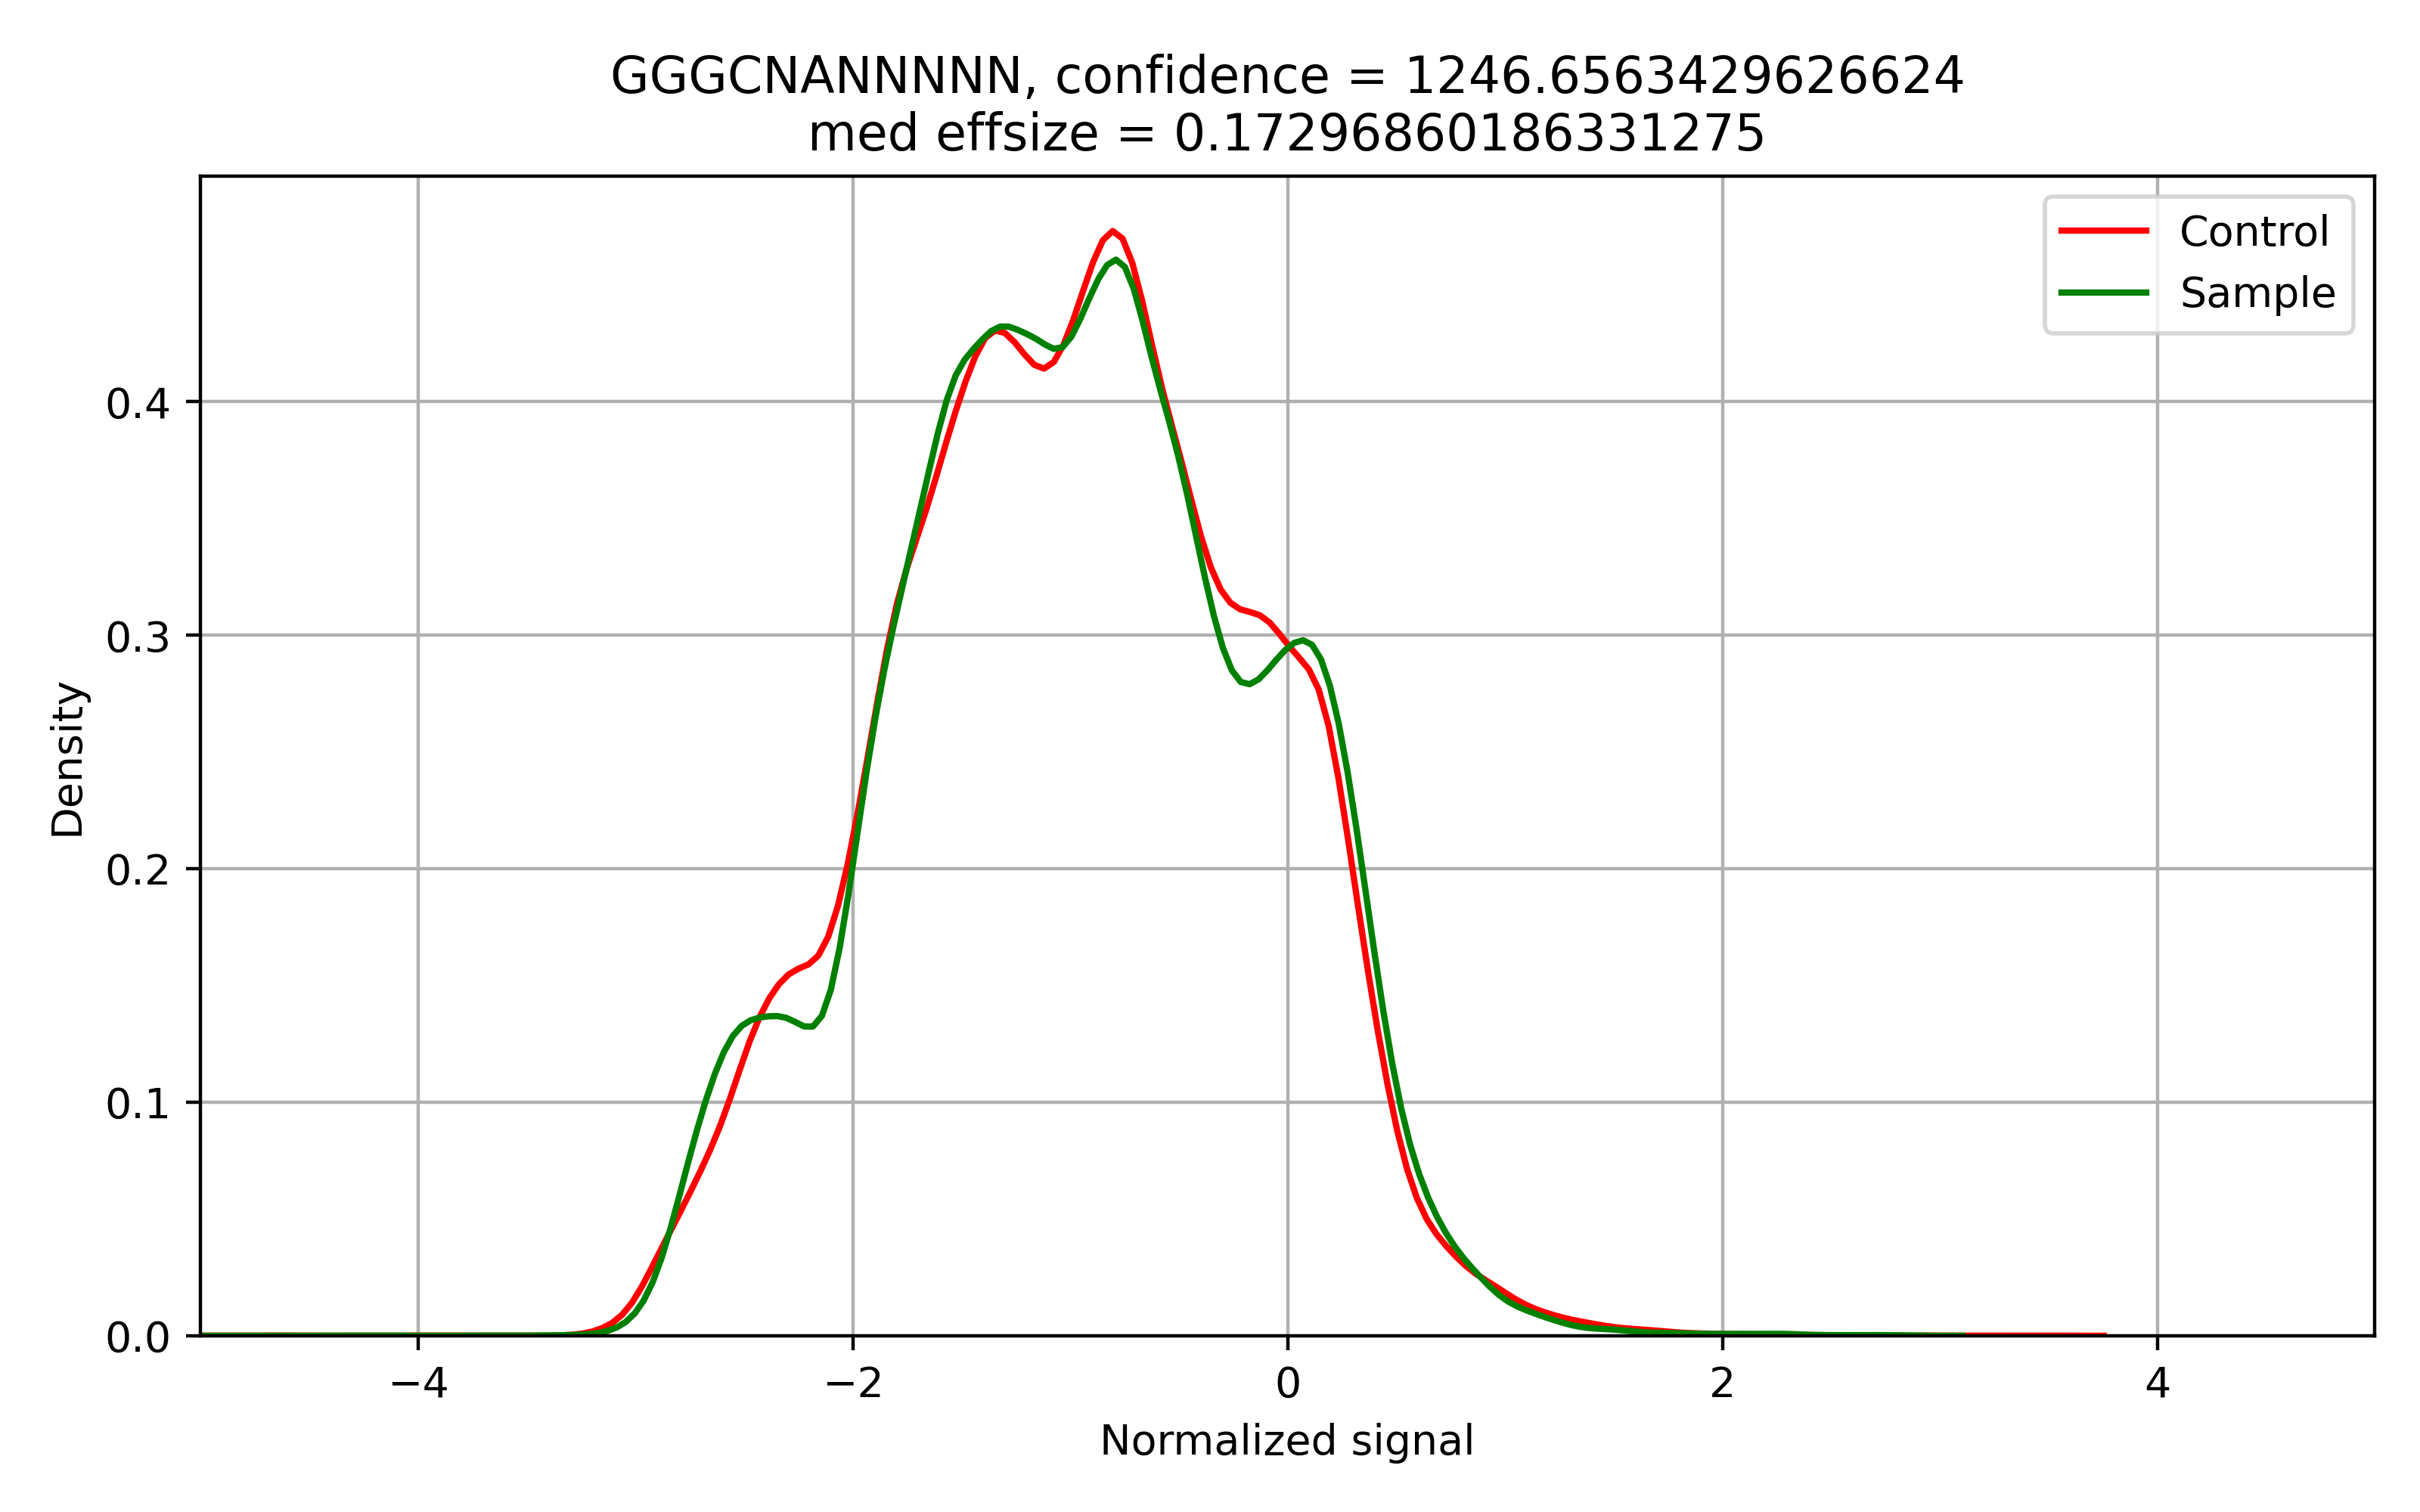 GGGCNANNNNN, confidence = 1246.6563429626624
med effsize = 0.17296860186331275
Control
Sample
0.4
0.3
0.2
0.1
0.0
Density
−4
−2
0
2
4
Normalized signal